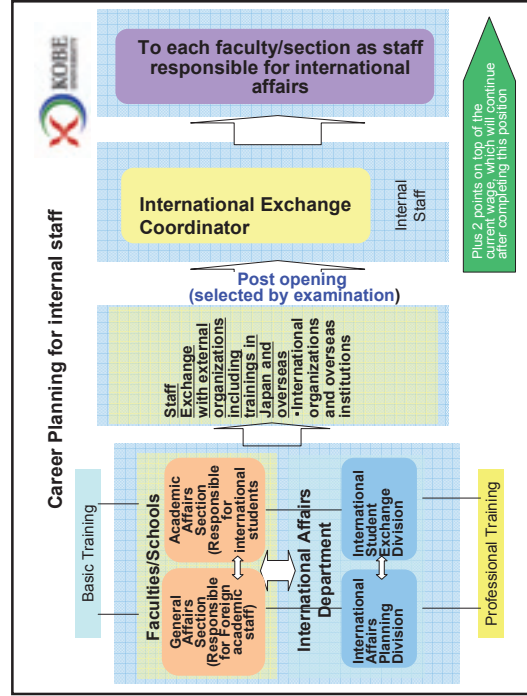 Career Planning for internal staff
KOBE
Basic Training
Faculties/Schools
General
Affairs
Section
(Responsible
for Foreign
academic
staff)
Academic
Affairs
Section
(Responsible
for
international
students
International Affairs
Department
International
Affairs
Planning
Division
International
Student
Exchange
Division
Professional Training
Staff
Exchange
with external
organizations
including
trainings in
Japan and
overseas
•International
organizations
and overseas
institutions
Post opening
(selected by examination)
International Exchange
Coordinator
Internal
Staff
To each faculty/section as staff
responsible for international
affairs
Plus 2 points on top of the
current wage, which will continue
after completing this position